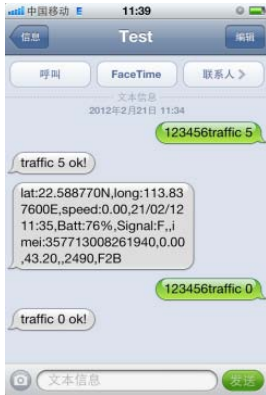 中国移动 E 11:39
信息 Test 编辑
呼叫 FaceTime 联系人 >
文本信息
2012年2月21日 11:34
123456traffic 5
traffic 5 ok!
lat:22.588770N,long:113.83
7600E,speed:0.00,21/02/12
11:35,Batt:76%,Signal:F,,i
mei:357713008261940,0.00
,43.20,,2490,F2B
123456traffic 0
traffic 0 ok!
文本信息 发送